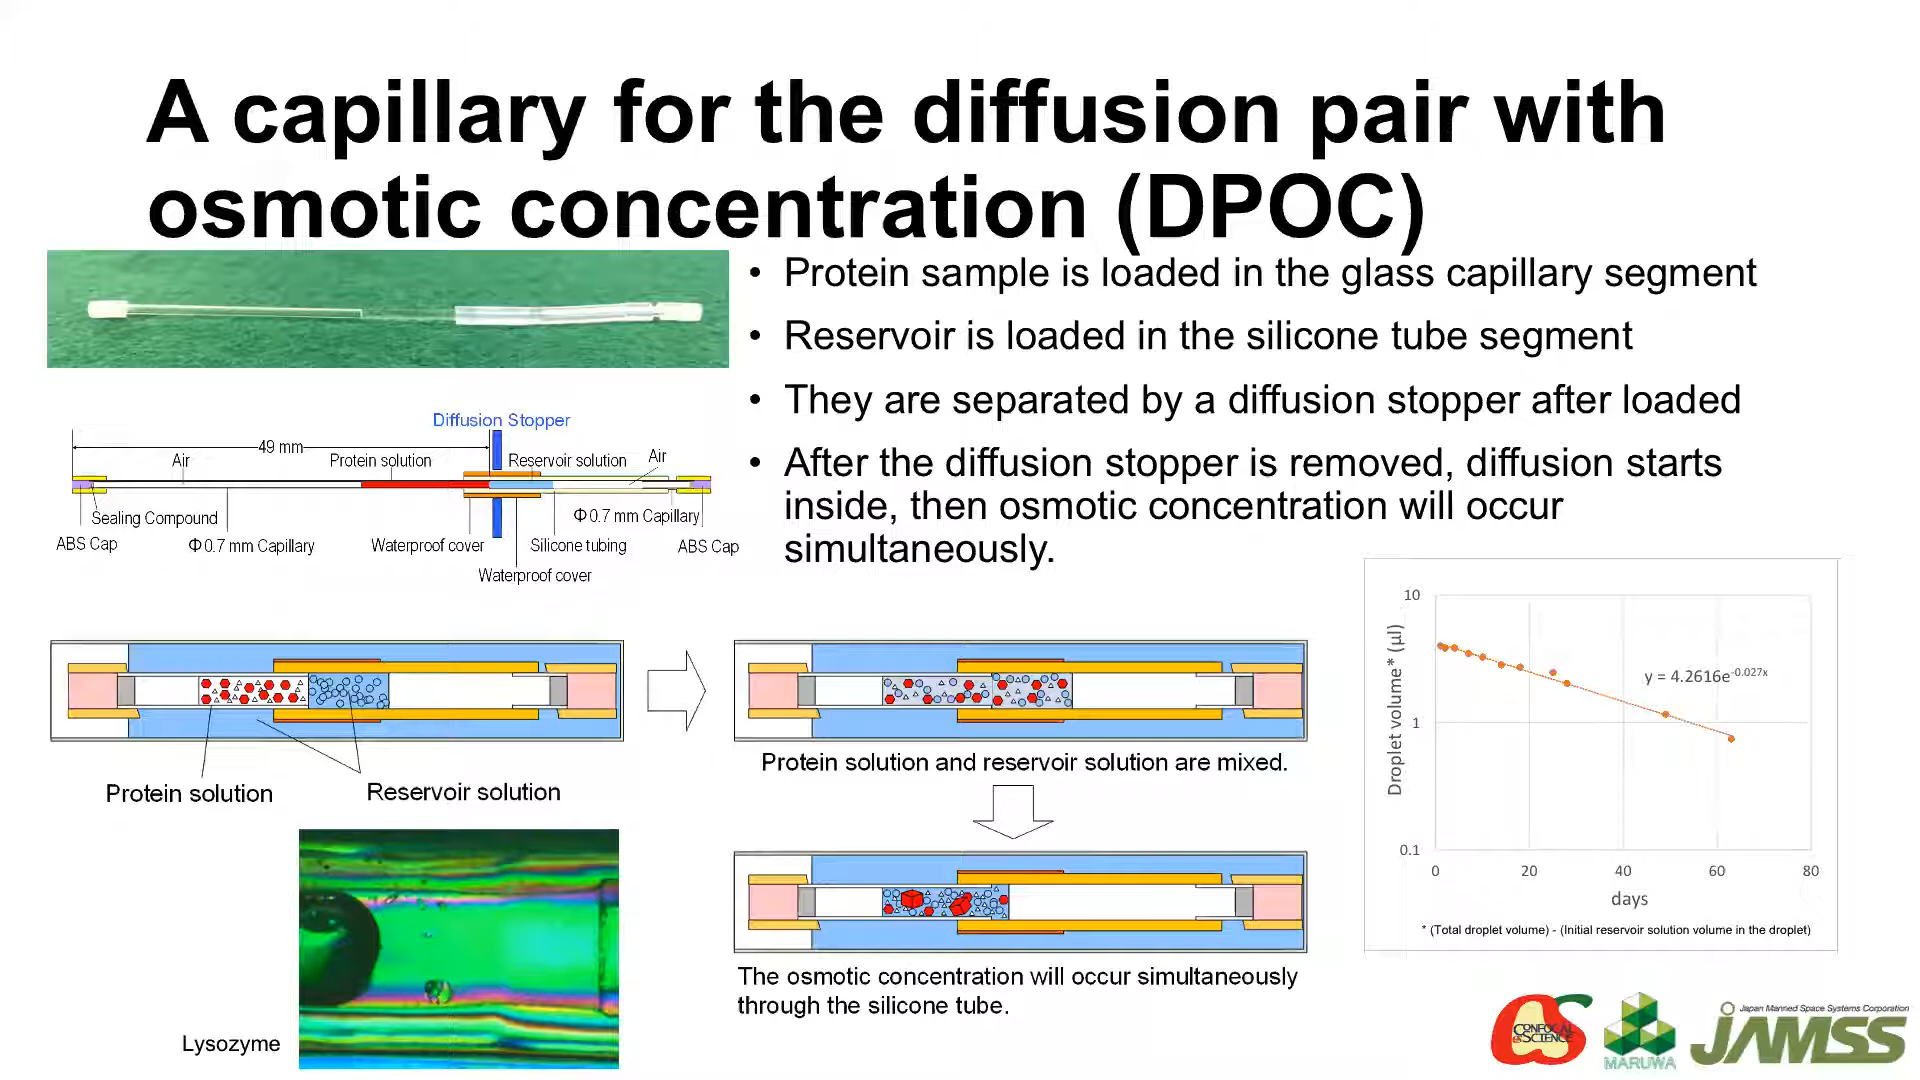 A capillary for the diffusion pair with
osmotic concentration (DPOC)
• Protein sample is loaded in the glass capillary segment
• Reservoir is loaded in the silicone tube segment
• They are separated by a diffusion stopper after loaded
• After the diffusion stopper is removed, diffusion starts
inside, then osmotic concentration will occur
simultaneously.
Diffusion Stopper
49 mm
Air
Protein solution
Reservoir solution
Air
Sealing Compound
Φ0.7 mm Capillary
ABS Cap
Φ0.7 mm Capillary
Waterproof cover
Silicone tubing
ABS Cap
Waterproof cover
Protein solution
Reservoir solution
Protein solution and reservoir solution are mixed.
The osmotic concentration will occur simultaneously
through the silicone tube.
Lysozyme
Droplet volume* (µl)
10
1
0.1
y = 4.2616e^-0.027x
0 20 40 60 80
days
* (Total droplet volume) - (Initial reservoir solution volume in the droplet)
CONFOCAL
SCIENCE
MARUWA
Japan Manned Space Systems Corporation
JAMSS